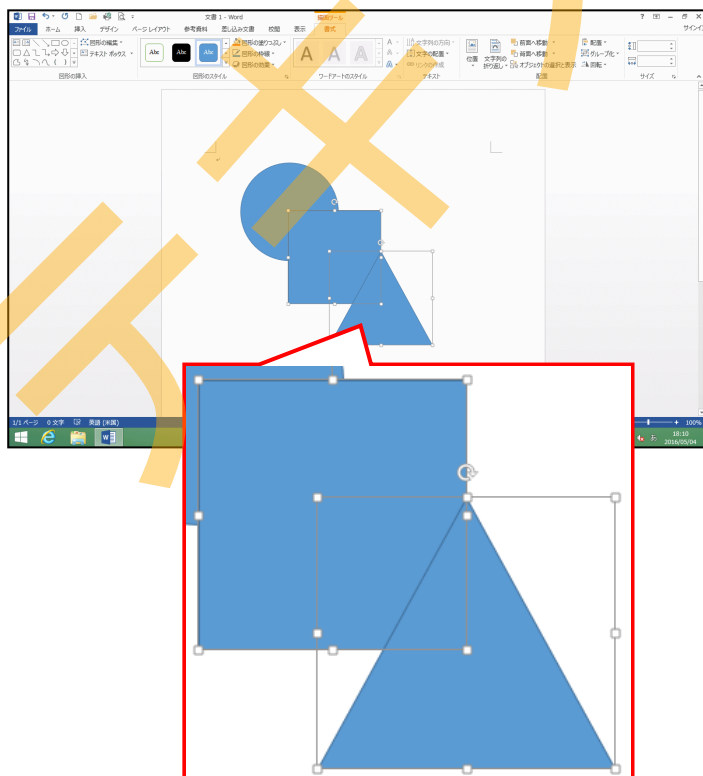 文書 1 - Word
描画ツール
ファイル ホーム 挿入 デザイン ページ レイアウト 参考資料 差し込み文書 校閲 表示 書式
サインイン
図形の編集
テキスト ボックス
図形の挿入
Abc Abc Abc
図形の塗りつぶし
図形の枠線
図形の効果
図形のスタイル
A A A
ワードアートのスタイル
文字列の方向
文字の配置
リンクの作成
テキスト
位置
文字列の
折り返し
前面へ移動
背面へ移動
オブジェクトの選択と表示
配置
グループ化
回転
配置
サイズ
1/1 ページ 0 文字 英語 (米国)
100%
18:10
2016/05/04